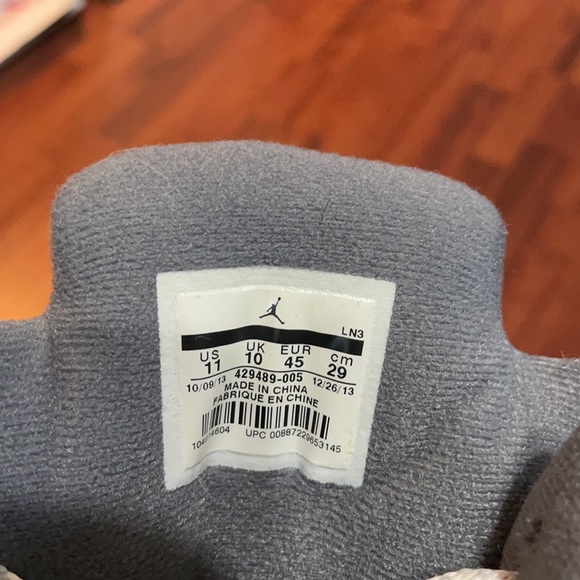 LN3
US UK EUR cm
11 10 45 29
10/09/13 429489-005 12/26/13
MADE IN CHINA
FABRIQUE EN CHINE
UPC 00887229653145